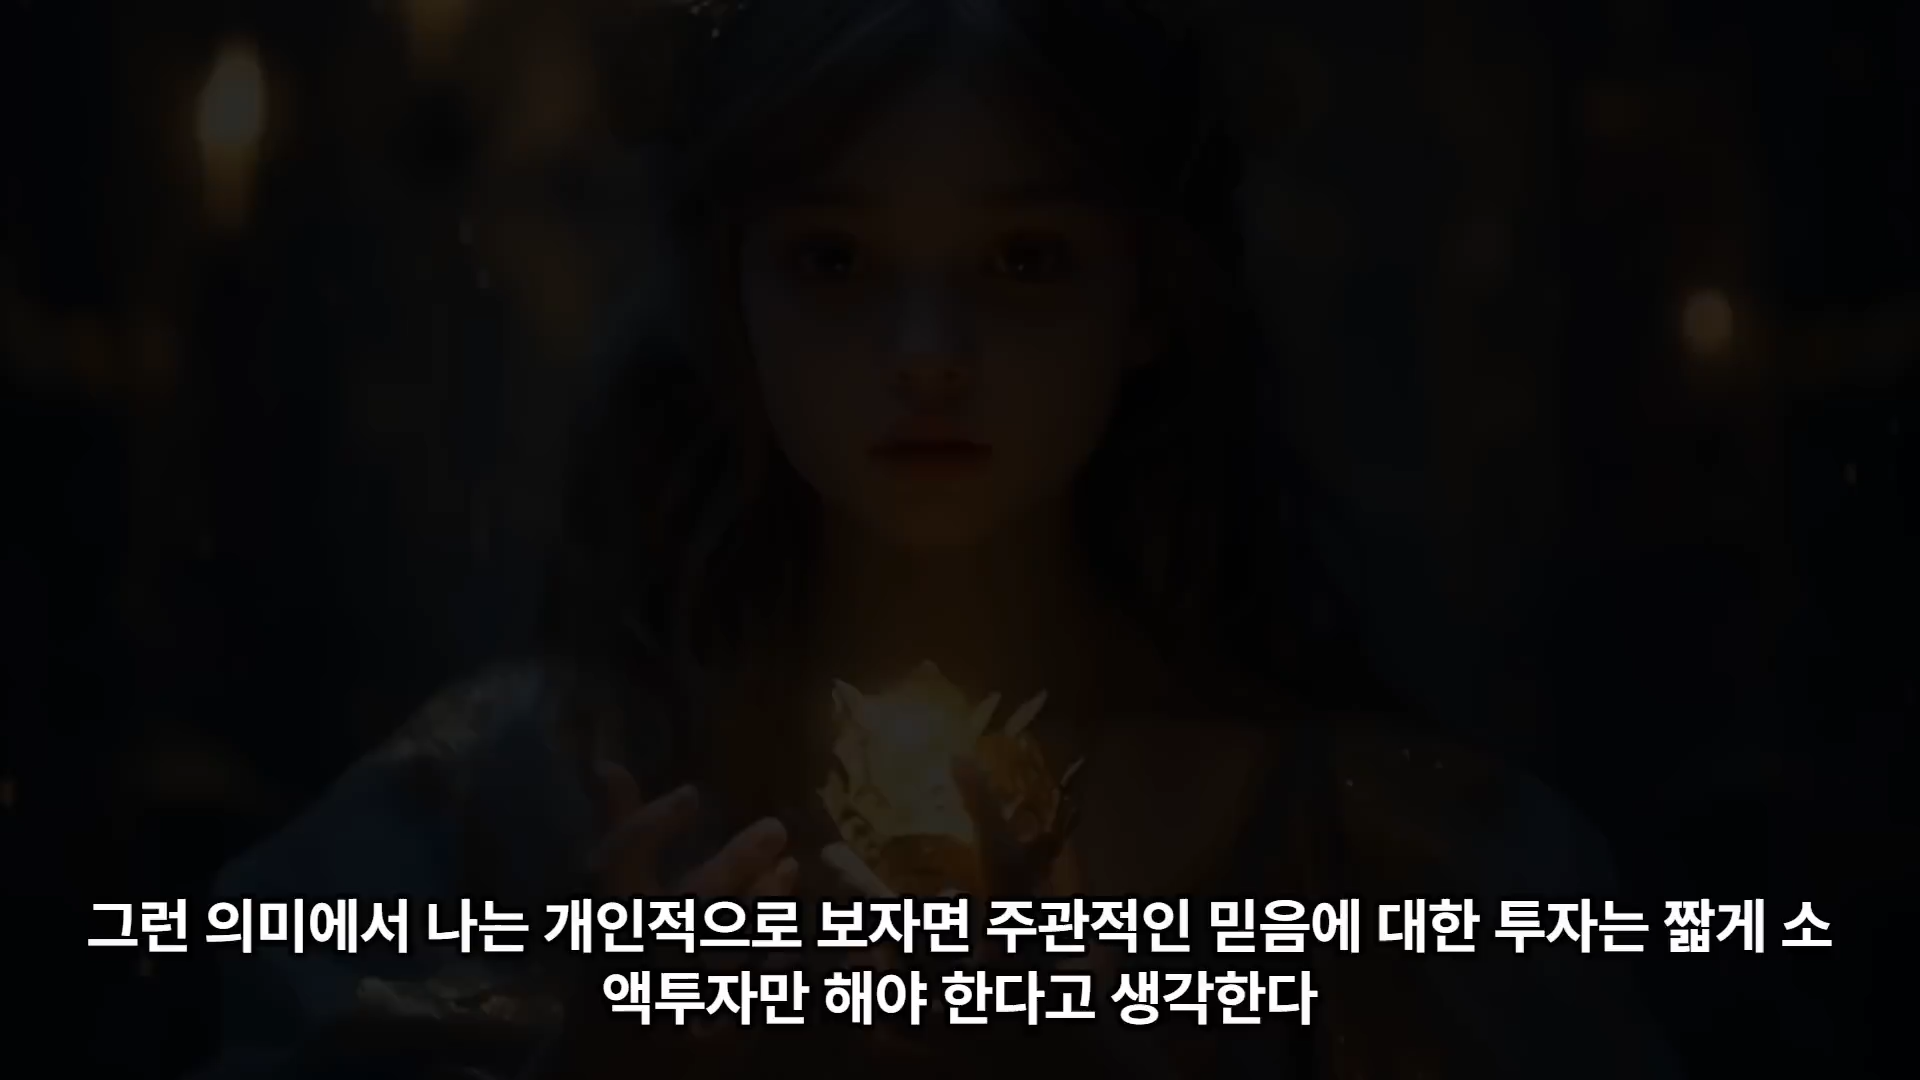 그런 의미에서 나는 개인적으로 보자면 주관적인 믿음에 대한 투자는 짧게 소
액투자만 해야 한다고 생각한다